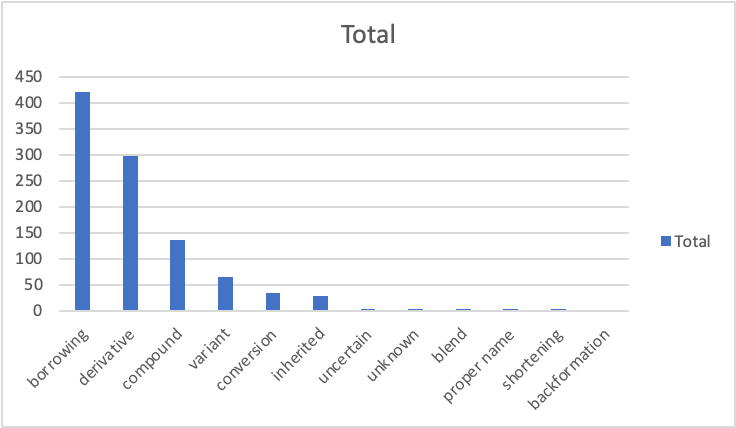 Total
450
400
350
300
250
200
150
100
50
0
borrowing
derivative
compound
variant
conversion
inherited
uncertain
unknown
blend
proper name
shortening
backformation
Total